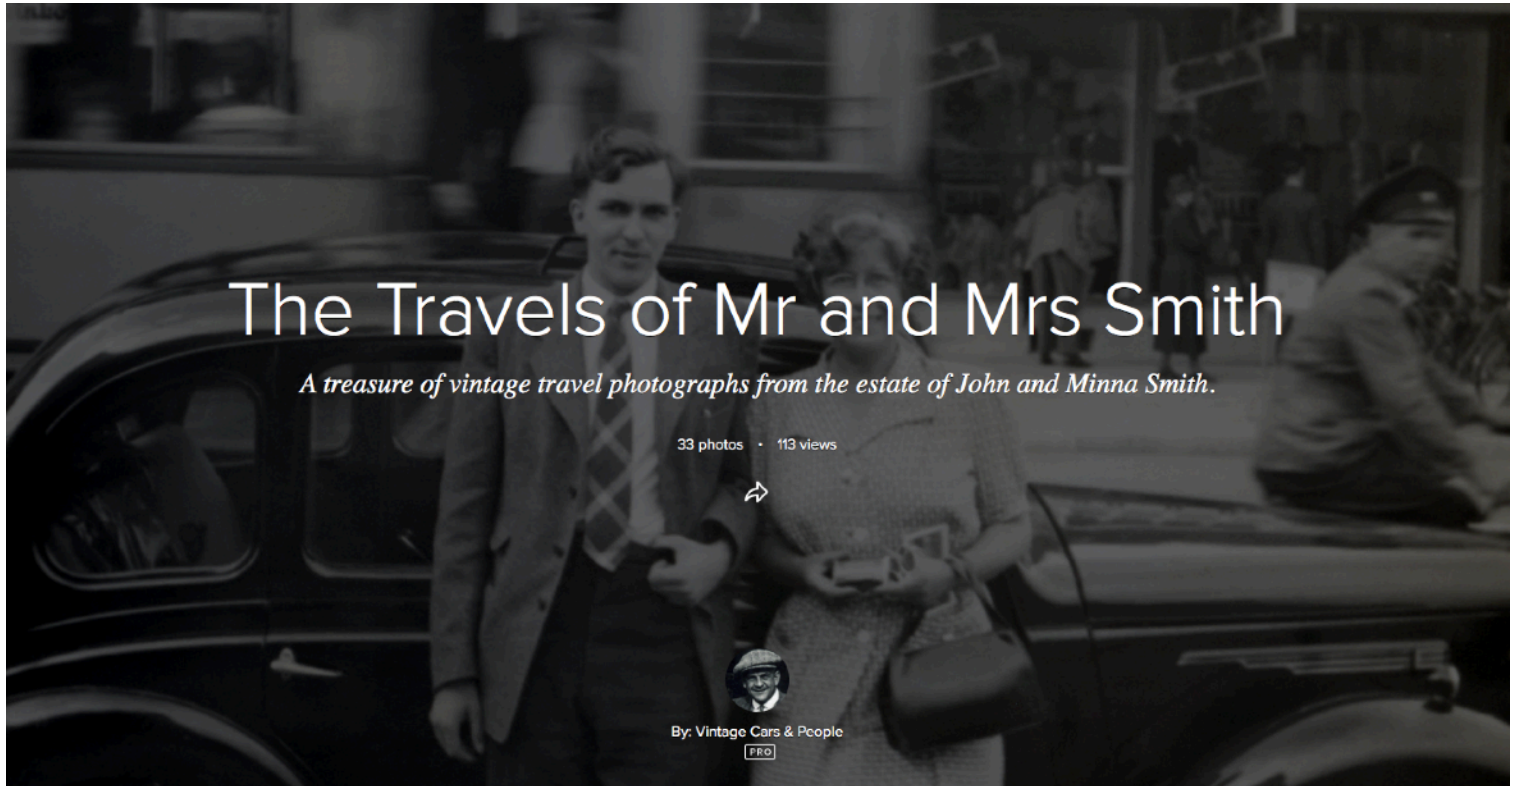 The Travels of Mr and Mrs Smith
A treasure of vintage travel photographs from the estate of John and Minna Smith.
33 photos · 113 views
By: Vintage Cars & People
PRO